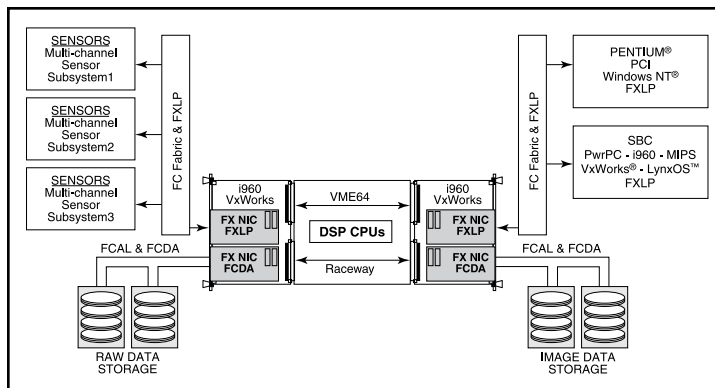 SENSORS
Multi-channel
Sensor
Subsystem1
SENSORS
Multi-channel
Sensor
Subsystem2
SENSORS
Multi-channel
Sensor
Subsystem3
FC Fabric & FXLP
i960
VxWorks
FX NIC
FXLP
FX NIC
FCDA
VME64
DSP CPUs
Raceway
i960
VxWorks
FX NIC
FXLP
FX NIC
FCDA
FC Fabric & FXLP
PENTIUM®
PCI
Windows NT®
FXLP
SBC
PwrPC - i960 - MIPS
VxWorks® - LynxOS™
FXLP
FCAL & FCDA
RAW DATA
STORAGE
FCAL & FCDA
IMAGE DATA
STORAGE